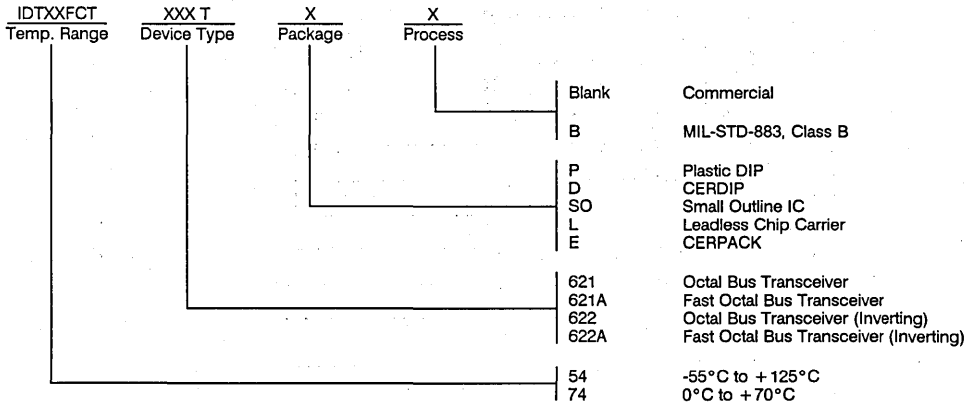 IDTXXFCT XXX T X X
Temp. Range Device Type Package Process
Blank Commercial
B MIL-STD-883, Class B
P Plastic DIP
D CERDIP
SO Small Outline IC
L Leadless Chip Carrier
E CERPACK
621 Octal Bus Transceiver
621A Fast Octal Bus Transceiver
622 Octal Bus Transceiver (Inverting)
622A Fast Octal Bus Transceiver (Inverting)
54 -55°C to +125°C
74 0°C to +70°C